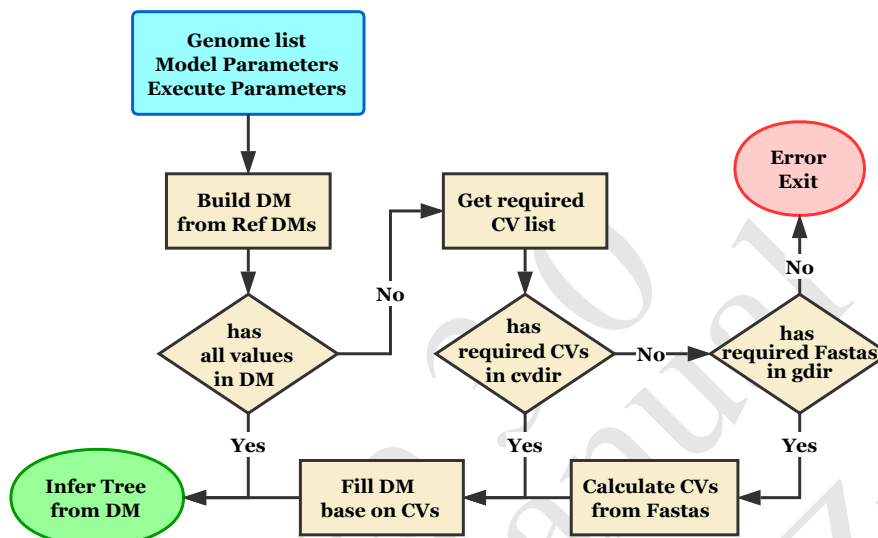 Genome list
Model Parameters
Execute Parameters
Build DM
from Ref DMs
Get required
CV list
Error
Exit
No
No
has
all values
in DM
has
required CVs
in cvdir
No
has
required Fastas
in gdir
Yes
Yes
Yes
Infer Tree
from DM
Fill DM
base on CVs
Calculate CVs
from Fastas